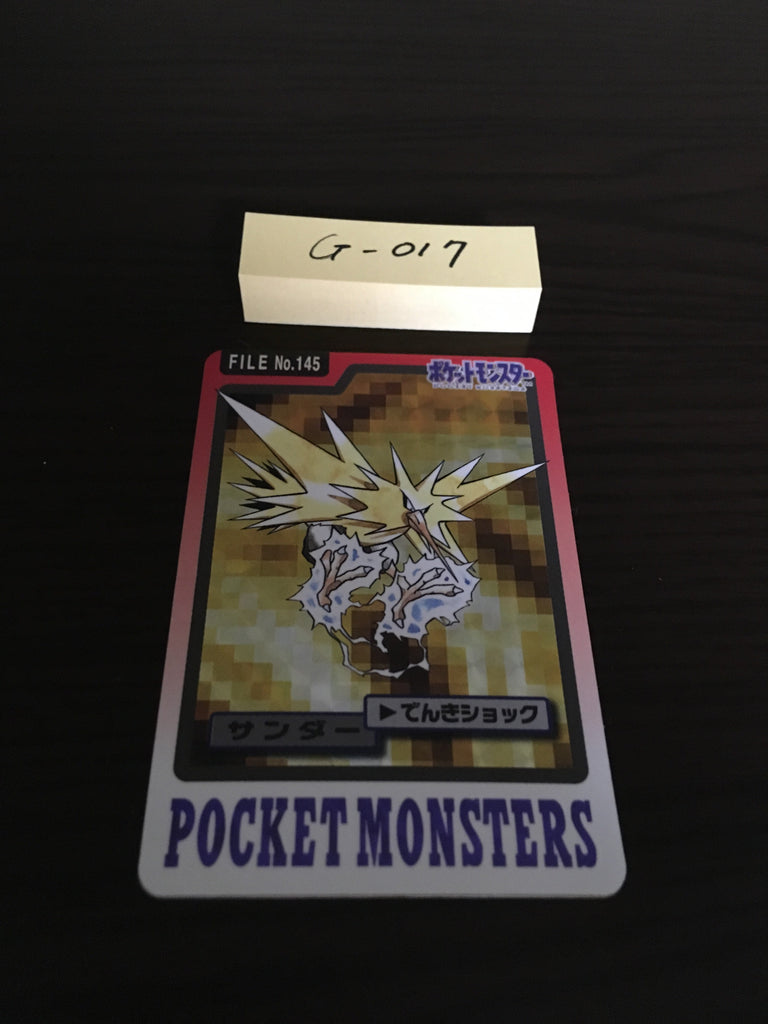 G-017
FILE No.145
ポケットモンスター
でんきショック
サンダー
POCKET MONSTERS